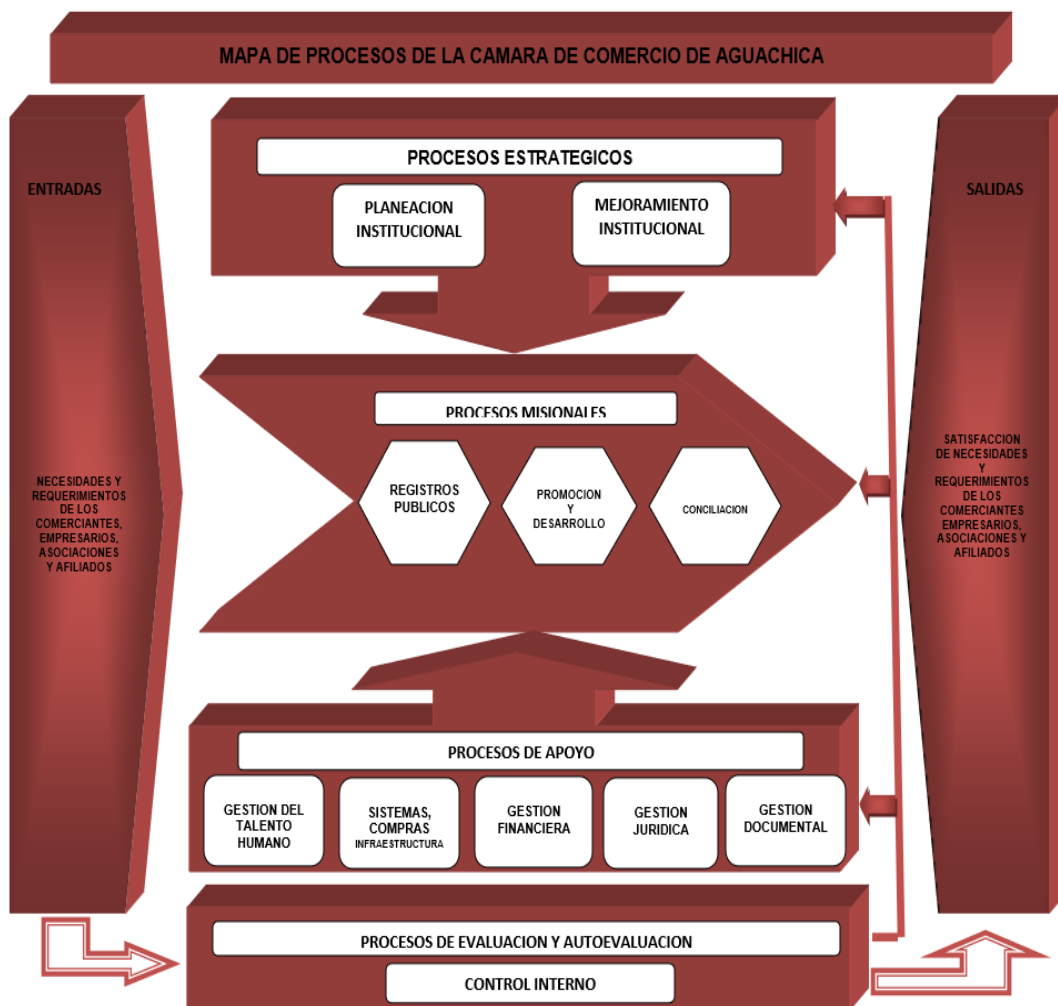 MAPA DE PROCESOS DE LA CAMARA DE COMERCIO DE AGUACHICA
ENTRADAS
NECESIDADES Y
REQUERIMIENTOS
DE LOS
COMERCIANTES,
EMPRESARIOS,
ASOCIACIONES
Y AFILIADOS
PROCESOS ESTRATEGICOS
PLANEACION
INSTITUCIONAL
MEJORAMIENTO
INSTITUCIONAL
PROCESOS MISIONALES
REGISTROS
PUBLICOS
PROMOCION
Y
DESARROLLO
CONCILIACION
PROCESOS DE APOYO
GESTION DEL
TALENTO
HUMANO
SISTEMAS,
COMPRAS
INFRAESTRUCTURA
GESTION
FINANCIERA
GESTION
JURIDICA
GESTION
DOCUMENTAL
PROCESOS DE EVALUACION Y AUTOEVALUACION
CONTROL INTERNO
SALIDAS
SATISFACCION
DE NECESIDADES
Y
REQUERIMIENTOS
DE LOS
COMERCIANTES
EMPRESARIOS,
ASOCIACIONES Y
AFILIADOS